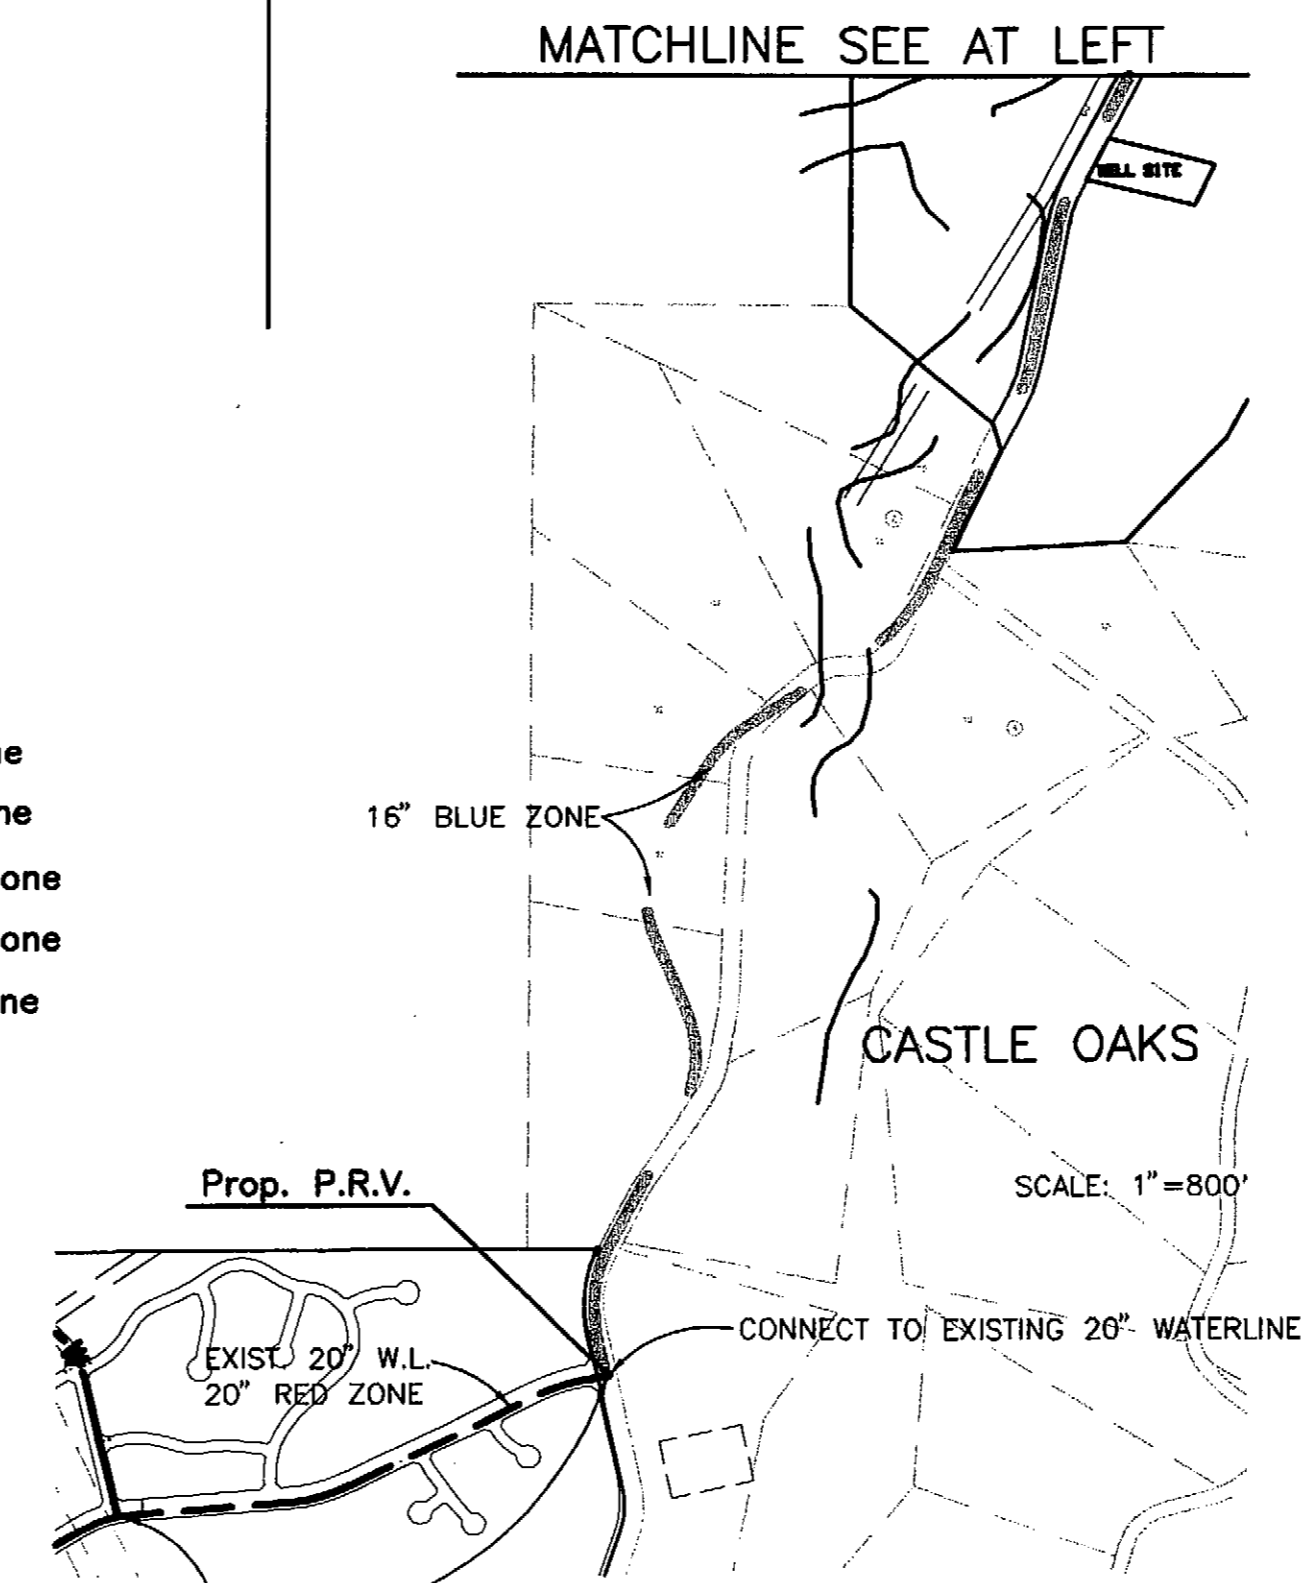 MATCHLINE SEE AT LEFT
WELL SITE
ne
one
one
ne
16" BLUE ZONE
CASTLE OAKS
Prop. P.R.V.
SCALE: 1"=800'
CONNECT TO EXISTING 20" WATERLINE
EXIST. 20" W.L.
20" RED ZONE